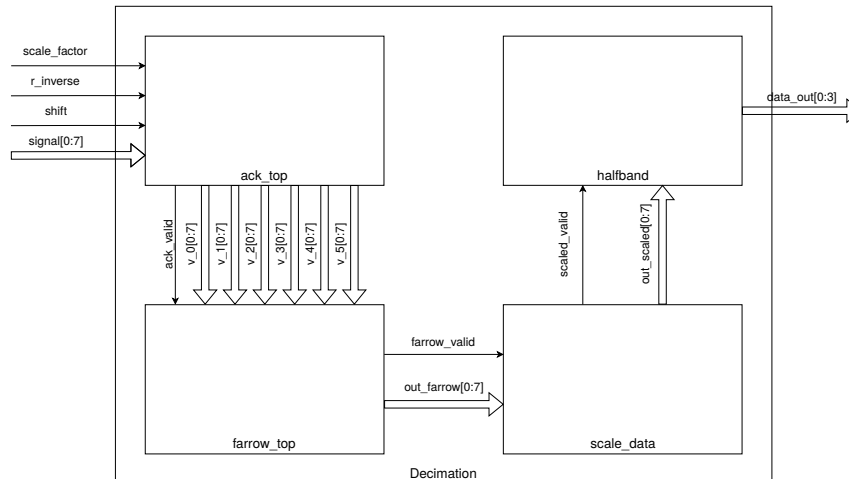 scale_factor
r_inverse
shift
signal[0:7]
ack_top
halfband
data_out[0:3]
ack_valid
v_0[0:7]
v_1[0:7]
v_2[0:7]
v_3[0:7]
v_4[0:7]
v_5[0:7]
scaled_valid
out_scaled[0:7]
farrow_valid
out_farrow[0:7]
farrow_top
scale_data
Decimation